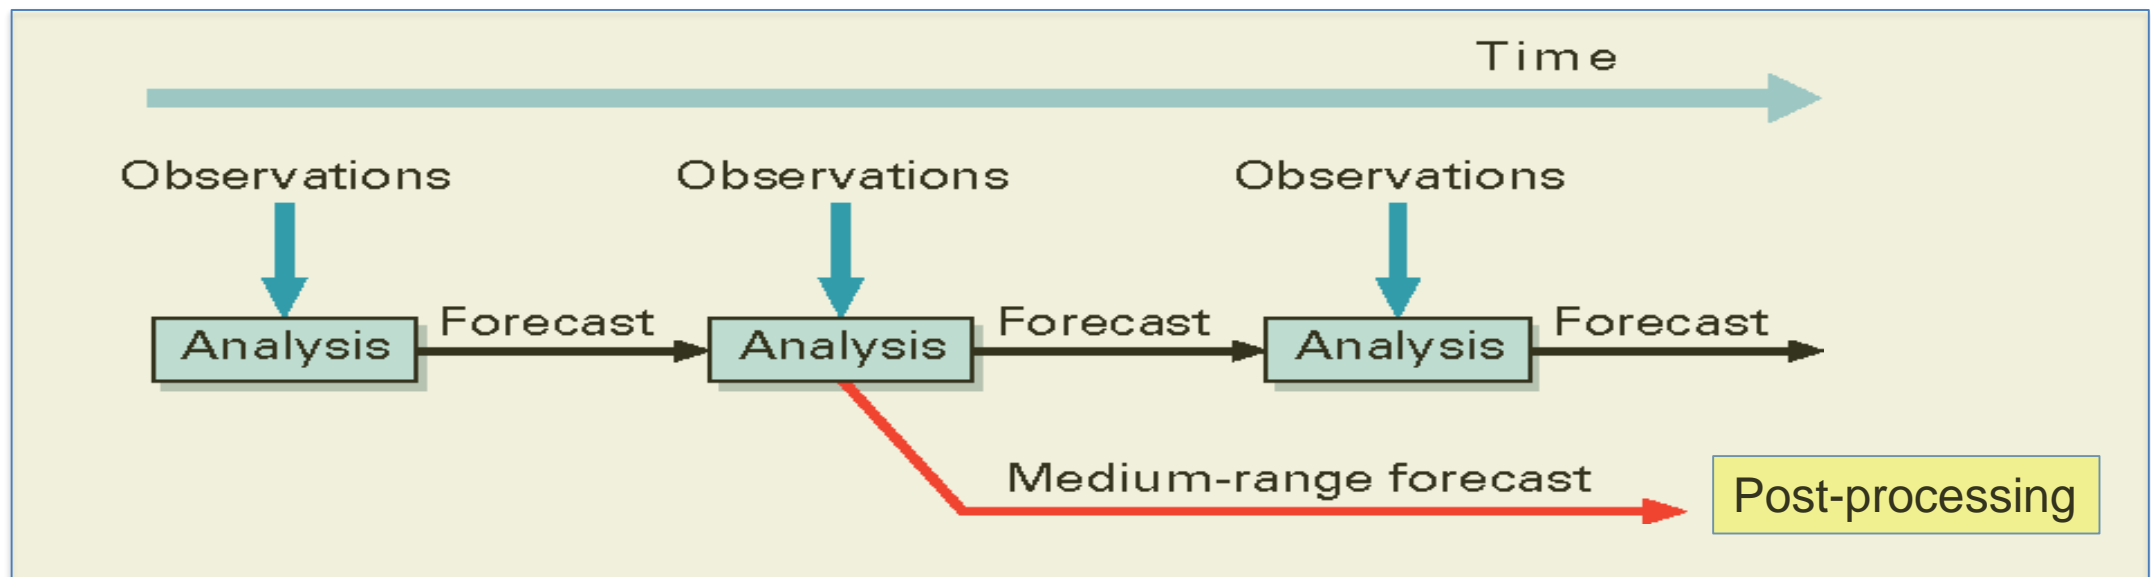 Time
Observations Observations Observations
Analysis Forecast Analysis Forecast Analysis Forecast
Medium-range forecast
Post-processing